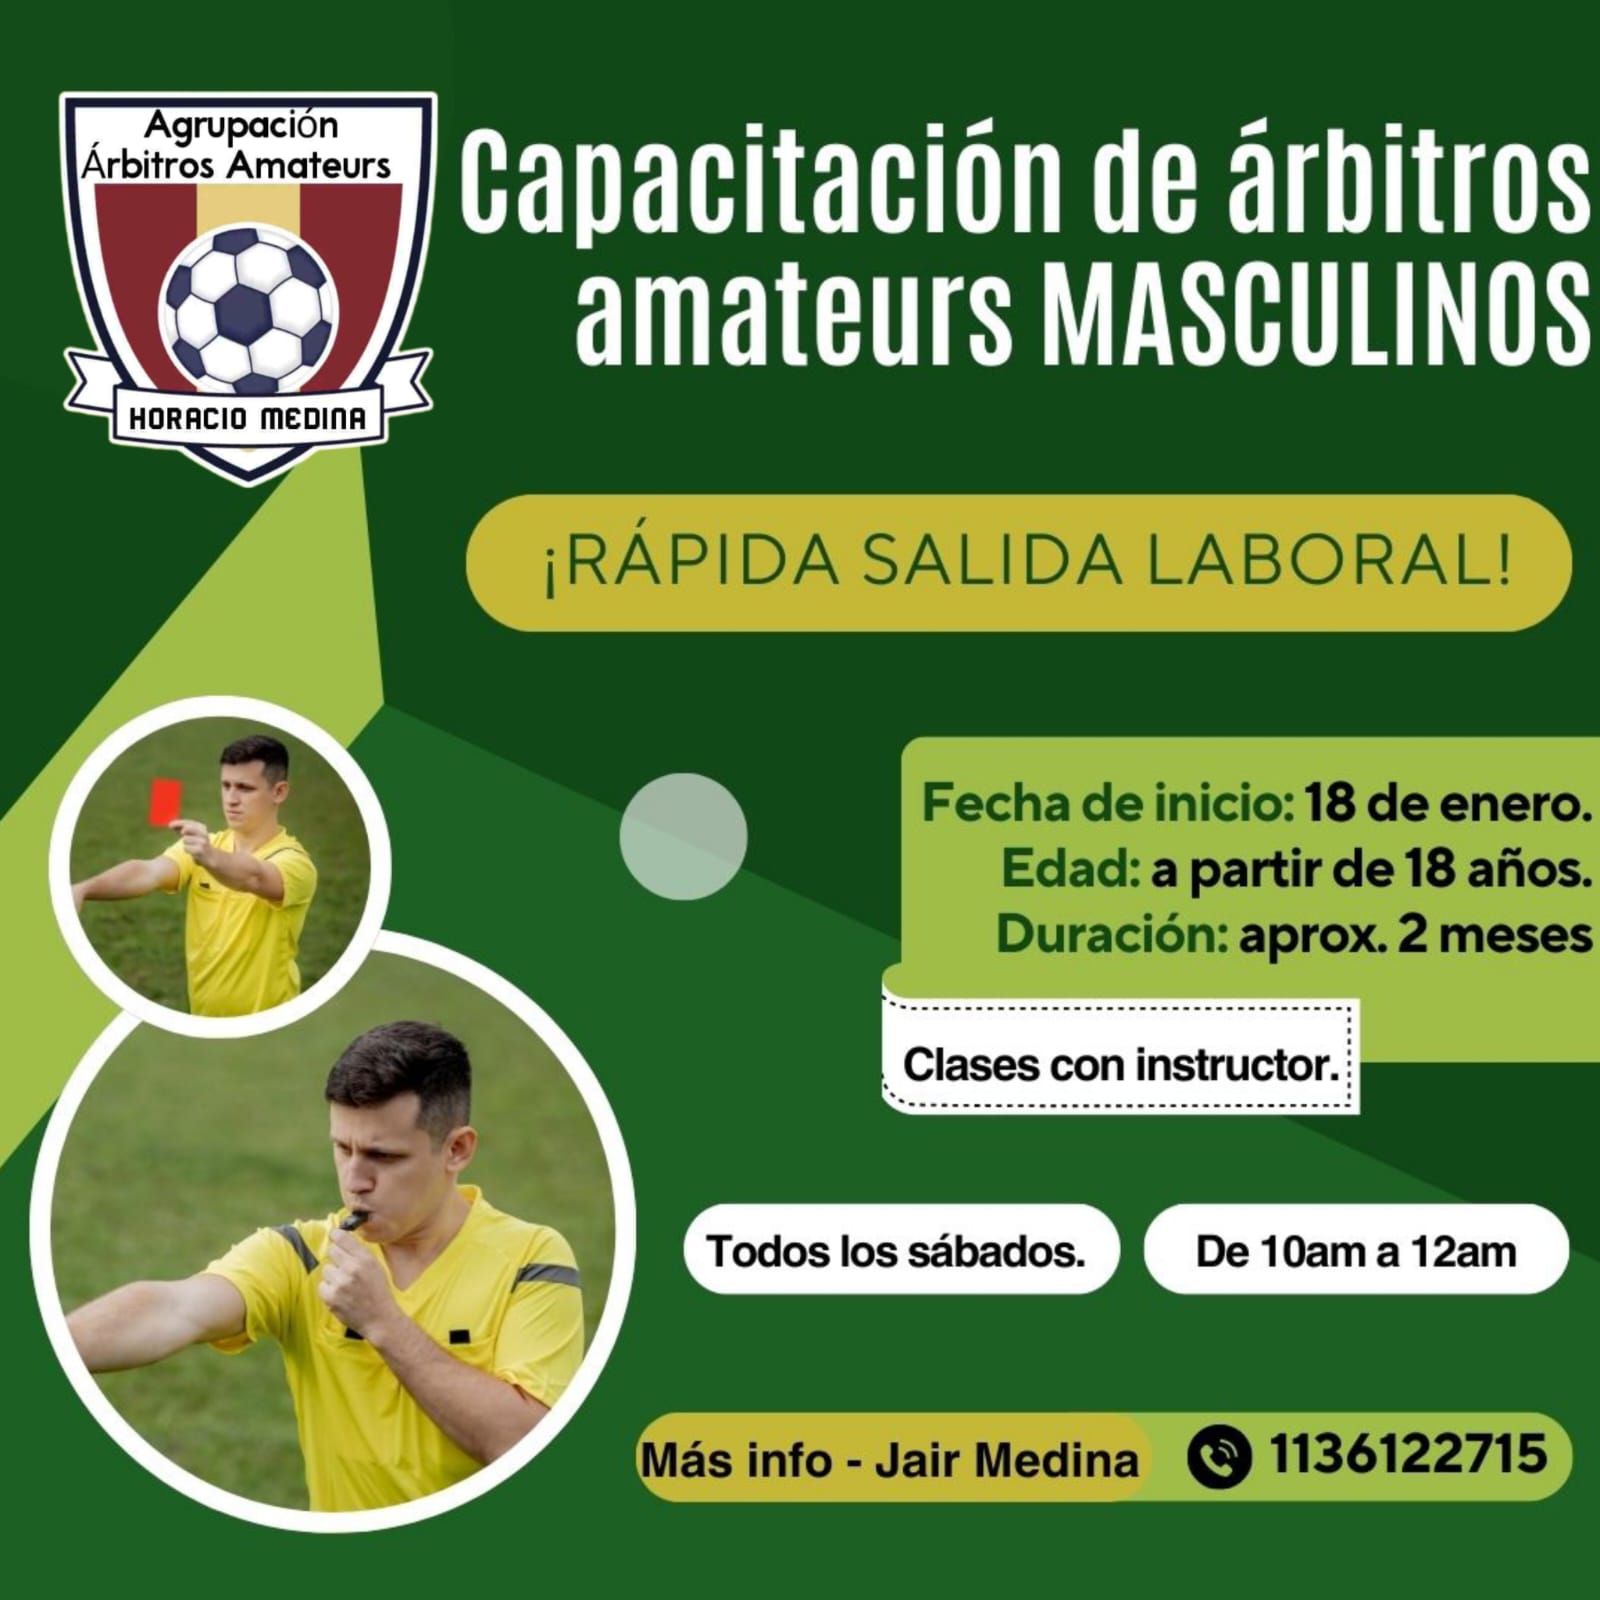 Agrupación
Árbitros Amateurs
HORACIO MEDINA
Capacitación de árbitros
amateurs MASCULINOS
¡RÁPIDA SALIDA LABORAL!
Fecha de inicio: 18 de enero.
Edad: a partir de 18 años.
Duración: aprox. 2 meses
Clases con instructor.
Todos los sábados.
De 10am a 12am
Más info - Jair Medina
1136122715